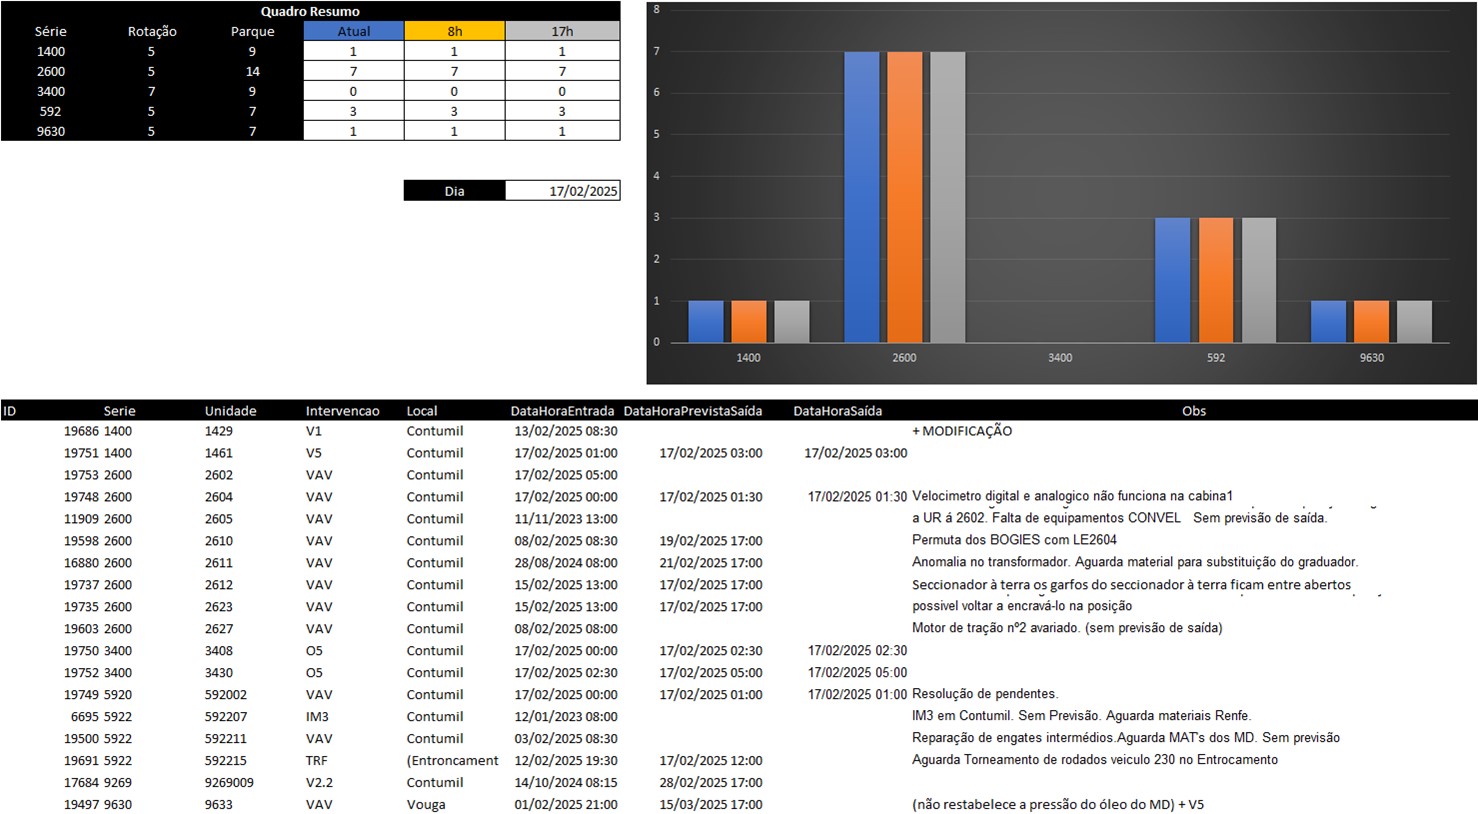 Quadro Resumo
Série Rotação Parque Atual 8h 17h
1400 5 9 1 1 1
2600 5 14 7 7 7
3400 7 9 0 0 0
592 5 7 3 3 3
9630 5 7 1 1 1
Dia 17/02/2025
8
7
6
5
4
3
2
1
0
1400 2600 3400 592 9630
ID Serie Unidade Intervencao Local DataHoraEntrada DataHoraPrevistaSaída DataHoraSaída Obs
19686 1400 1429 V1 Contumil 13/02/2025 08:30 + MODIFICAÇÃO
19751 1400 1461 V5 Contumil 17/02/2025 01:00 17/02/2025 03:00 17/02/2025 03:00
19753 2600 2602 VAV Contumil 17/02/2025 05:00
19748 2600 2604 VAV Contumil 17/02/2025 00:00 17/02/2025 01:30 17/02/2025 01:30 Velocimetro digital e analogico não funciona na cabina1
11909 2600 2605 VAV Contumil 11/11/2023 13:00 a UR á 2602. Falta de equipamentos CONVEL Sem previsão de saída.
19598 2600 2610 VAV Contumil 08/02/2025 08:30 19/02/2025 17:00 Permuta dos BOGIES com LE2604
16880 2600 2611 VAV Contumil 28/08/2024 08:00 21/02/2025 17:00 Anomalia no transformador. Aguarda material para substituição do graduador.
19737 2600 2612 VAV Contumil 15/02/2025 13:00 17/02/2025 17:00 Seccionador à terra os garfos do seccionador à terra ficam entre abertos
19735 2600 2623 VAV Contumil 15/02/2025 13:00 17/02/2025 17:00 possivel voltar a encravá-lo na posição
19603 2600 2627 VAV Contumil 08/02/2025 08:00 Motor de tração nº2 avariado. (sem previsão de saída)
19750 3400 3408 O5 Contumil 17/02/2025 00:00 17/02/2025 02:30 17/02/2025 02:30
19752 3400 3430 O5 Contumil 17/02/2025 02:30 17/02/2025 05:00 17/02/2025 05:00
19749 5920 592002 VAV Contumil 17/02/2025 00:00 17/02/2025 01:00 17/02/2025 01:00 Resolução de pendentes.
6695 5922 592207 IM3 Contumil 12/01/2023 08:00 IM3 em Contumil. Sem Previsão. Aguarda materiais Renfe.
19500 5922 592211 VAV Contumil 03/02/2025 08:30 Reparação de engates intermédios.Aguarda MAT's dos MD. Sem previsão
19691 5922 592215 TRF (Entroncament 12/02/2025 19:30 17/02/2025 12:00 Aguarda Torneamento de rodados veiculo 230 no Entrocamento
17684 9269 9269009 V2.2 Contumil 14/10/2024 08:15 28/02/2025 17:00
19497 9630 9633 VAV Vouga 01/02/2025 21:00 15/03/2025 17:00 (não restabelece a pressão do óleo do MD) + V5